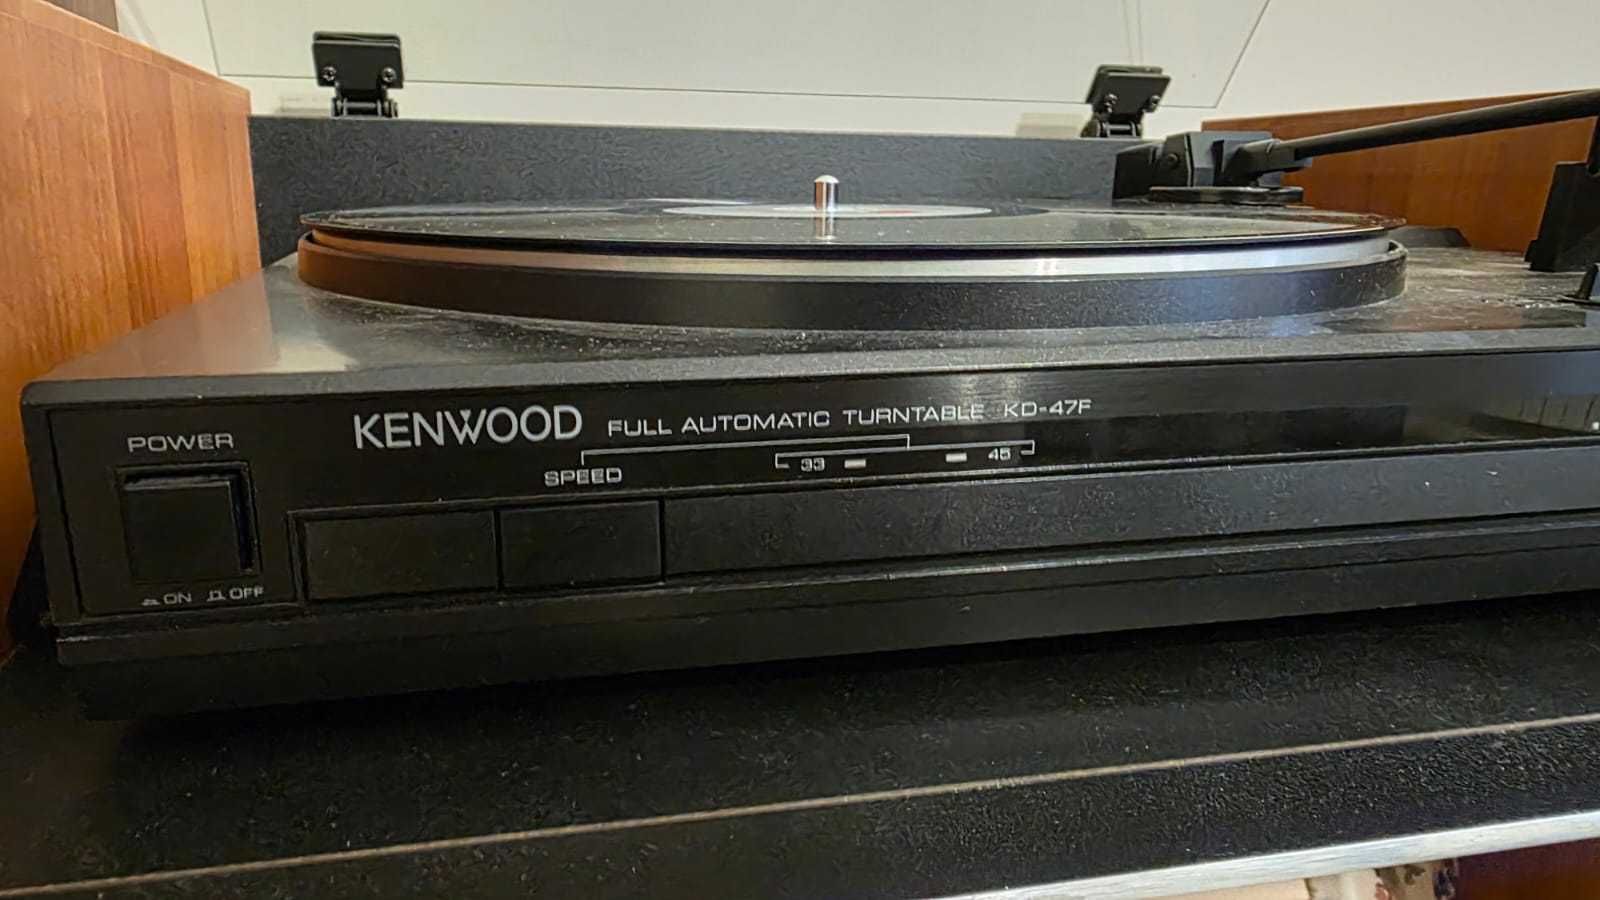 KENWOOD FULL AUTOMATIC TURNTABLE KD-47F
POWER
SPEED 33 45
ON OFF